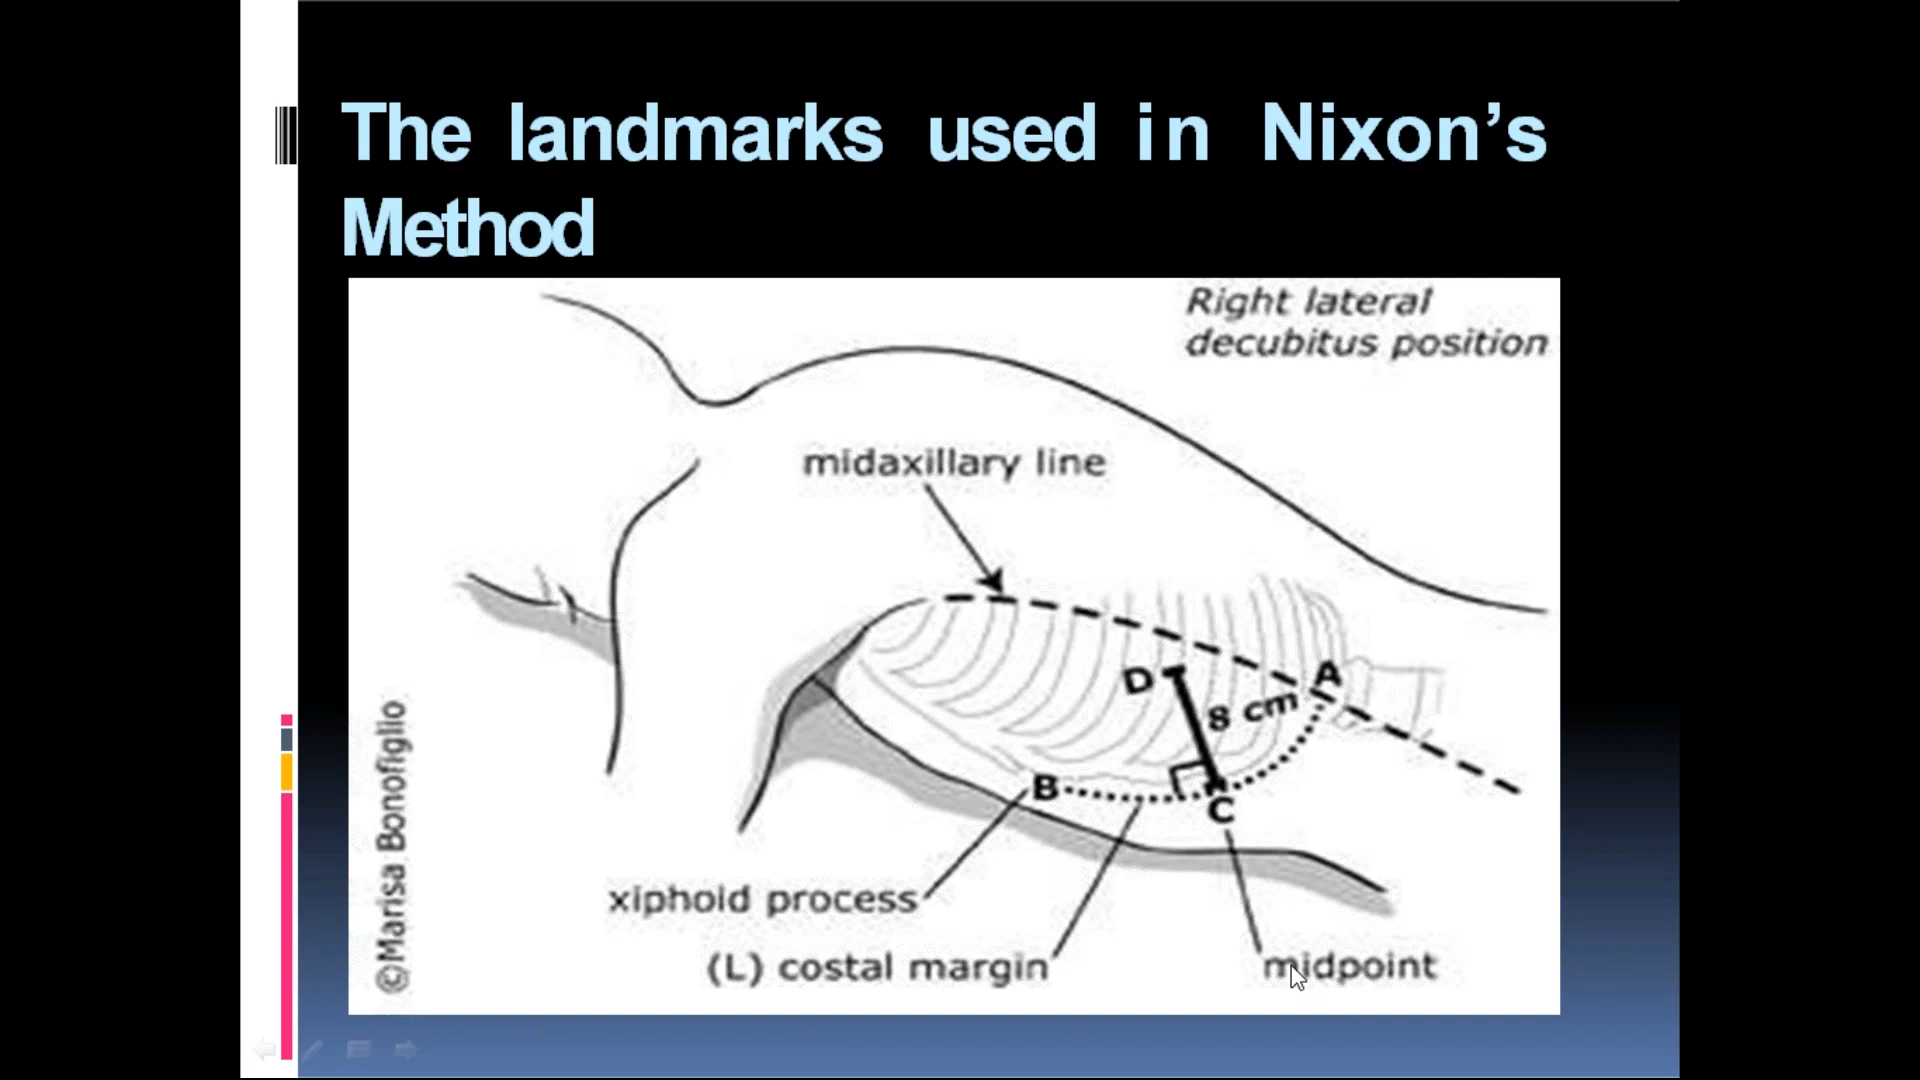 The landmarks used in Nixon’s
Method
Right lateral
decubitus position
midaxillary line
D
A
8 cm
B
C
xiphoid process
(L) costal margin
midpoint
©Marisa Bonofiglio